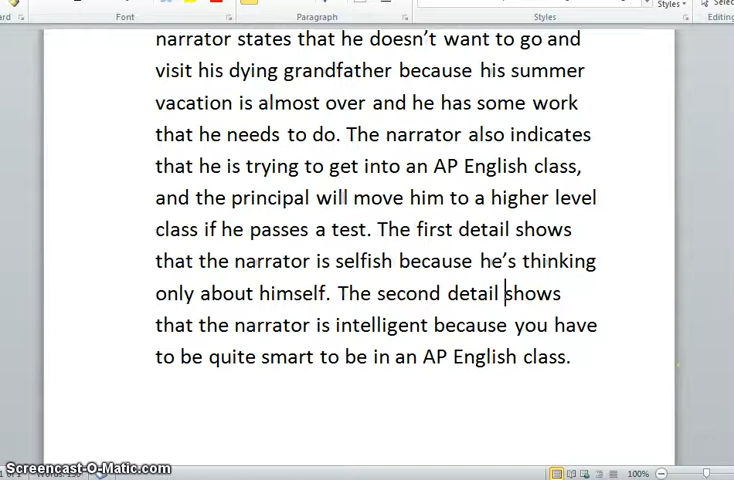 Font
Paragraph
Styles
Styles
Editing
narrator states that he doesn’t want to go and
visit his dying grandfather because his summer
vacation is almost over and he has some work
that he needs to do. The narrator also indicates
that he is trying to get into an AP English class,
and the principal will move him to a higher level
class if he passes a test. The first detail shows
that the narrator is selfish because he’s thinking
only about himself. The second detail shows
that the narrator is intelligent because you have
to be quite smart to be in an AP English class.
Screencast-O-Matic.com
100%